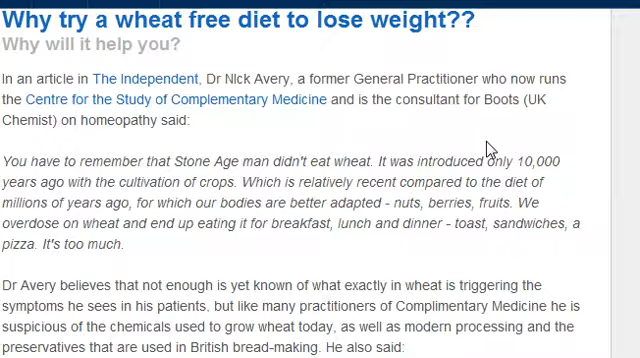 Why try a wheat free diet to lose weight??
Why will it help you?
In an article in The Independent, Dr NIck Avery, a former General Practitioner who now runs
the Centre for the Study of Complementary Medicine and is the consultant for Boots (UK
Chemist) on homeopathy said:
You have to remember that Stone Age man didn't eat wheat. It was introduced only 10,000
years ago with the cultivation of crops. Which is relatively recent compared to the diet of
millions of years ago, for which our bodies are better adapted - nuts, berries, fruits. We
overdose on wheat and end up eating it for breakfast, lunch and dinner - toast, sandwiches, a
pizza. It's too much.
Dr Avery believes that not enough is yet known of what exactly in wheat is triggering the
symptoms he sees in his patients, but like many practitioners of Complimentary Medicine he is
suspicious of the chemicals used to grow wheat today, as well as modern processing and the
preservatives that are used in British bread-making. He also said: